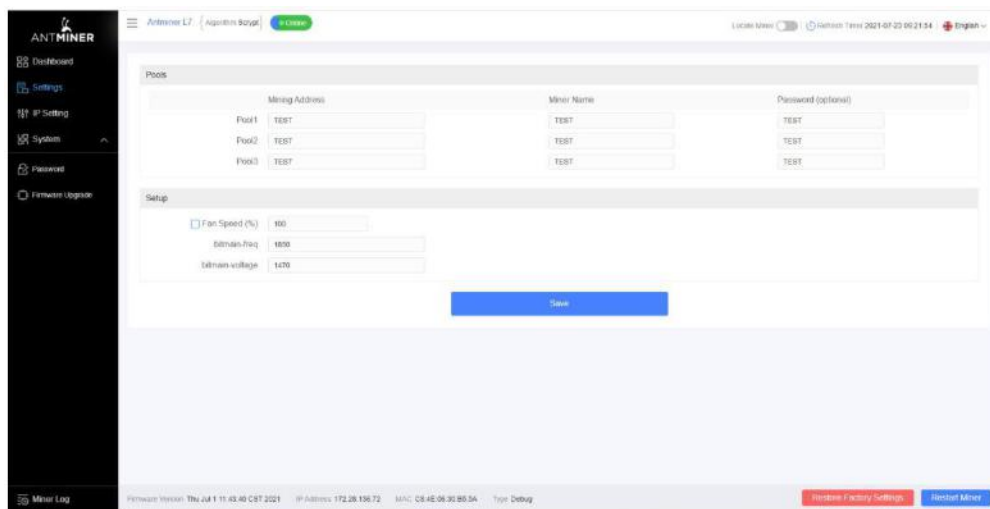 ANTMINER
Antminer L7 Algorithm Scrypt Online
Locate Miner Refresh Time: 2021-07-23 09:21:54 English
Dashboard
Settings
IP Setting
System
Password
Firmware Upgrade
Pools
Mining Address Miner Name Password (optional)
Pool1 TEST TEST TEST
Pool2 TEST TEST TEST
Pool3 TEST TEST TEST
Setup
Fan Speed (%) 100
bitmain-freq 1850
bitmain-voltage 1470
Save
Miner Log
Firmware Version: Thu Jul 1 11:43:40 CST 2021 IP Address: 172.28.136.72 MAC: Type: Debug
Restore Factory Settings Restart Miner